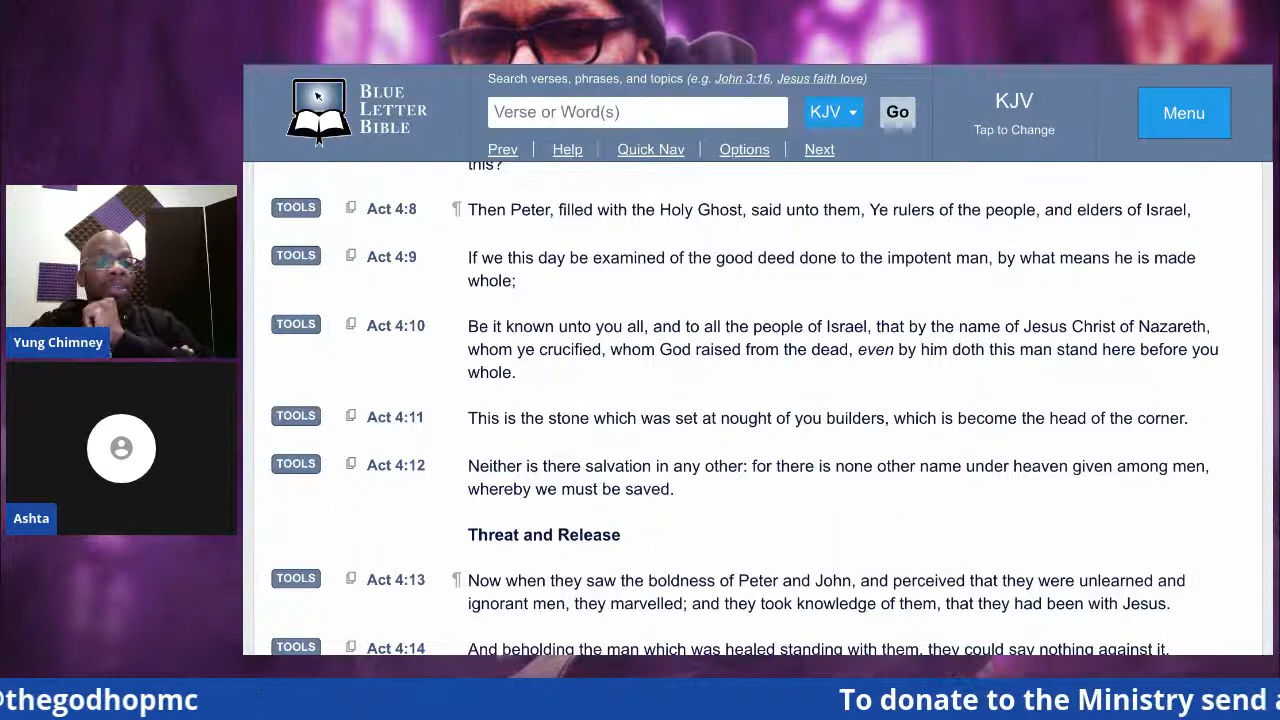 Search verses, phrases, and topics (e.g. John 3:16, Jesus faith love)
BLUE
LETTER
BIBLE
Verse or Word(s)
KJV
Go
KJV
Tap to Change
Menu
Prev
Help
Quick Nav
Options
Next
this?
TOOLS Act 4:8 ¶ Then Peter, filled with the Holy Ghost, said unto them, Ye rulers of the people, and elders of Israel,
TOOLS Act 4:9 If we this day be examined of the good deed done to the impotent man, by what means he is made
whole;
TOOLS Act 4:10 Be it known unto you all, and to all the people of Israel, that by the name of Jesus Christ of Nazareth,
whom ye crucified, whom God raised from the dead, even by him doth this man stand here before you
whole.
TOOLS Act 4:11 This is the stone which was set at nought of you builders, which is become the head of the corner.
TOOLS Act 4:12 Neither is there salvation in any other: for there is none other name under heaven given among men,
whereby we must be saved.
Threat and Release
TOOLS Act 4:13 ¶ Now when they saw the boldness of Peter and John, and perceived that they were unlearned and
ignorant men, they marvelled; and they took knowledge of them, that they had been with Jesus.
TOOLS Act 4:14 And beholding the man which was healed standing with them, they could say nothing against it.
Yung Chimney
Ashta
@thegodhopmc
To donate to the Ministry send a